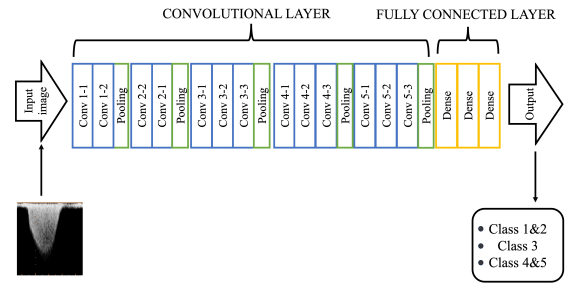 CONVOLUTIONAL LAYER
FULLY CONNECTED LAYER
Input
image
Conv 1-1
Conv 1-2
Pooling
Conv 2-2
Conv 2-1
Pooling
Conv 3-1
Conv 3-2
Conv 3-3
Pooling
Conv 4-1
Conv 4-2
Conv 4-3
Pooling
Conv 5-1
Conv 5-2
Conv 5-3
Pooling
Dense
Dense
Dense
Output
• Class 1&2
• Class 3
• Class 4&5